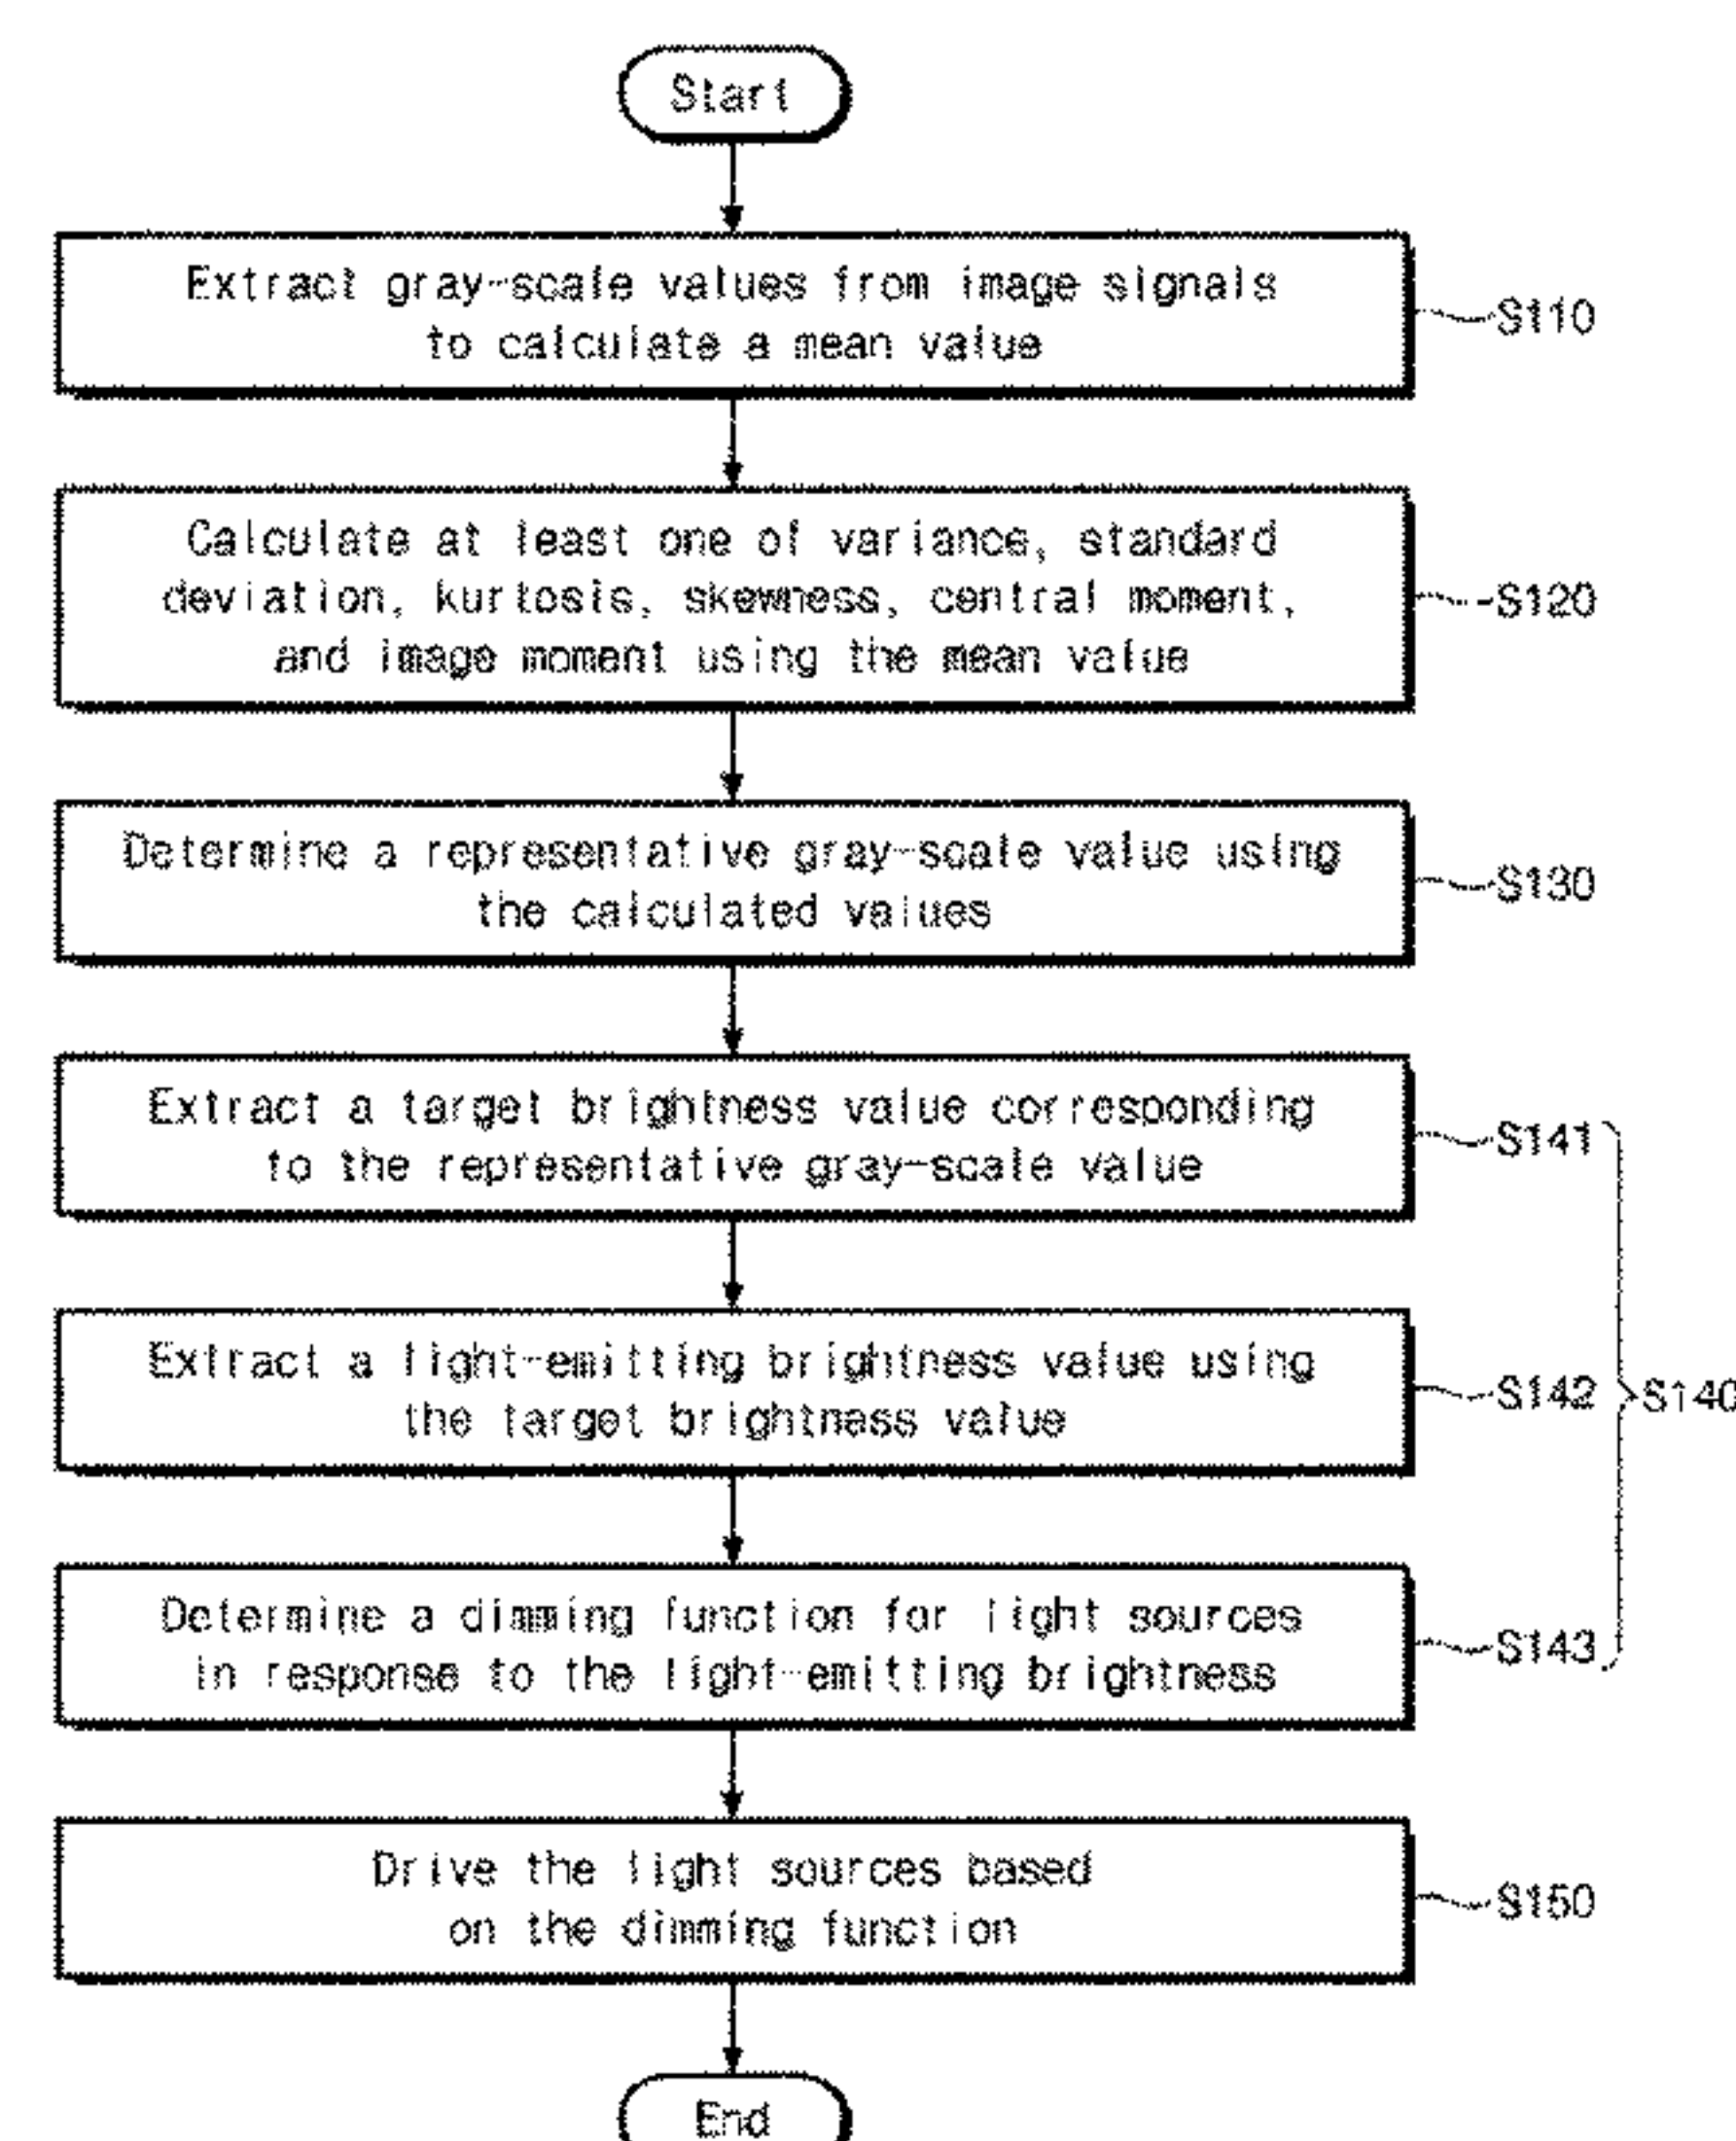 Start
Extract gray-scale values from image signals
to calculate a mean value
S110
Calculate at least one of variance, standard
deviation, kurtosis, skewness, central moment,
and image moment using the mean value
S120
Determine a representative gray-scale value using
the calculated values
S130
Extract a target brightness value corresponding
to the representative gray-scale value
S141
Extract a light-emitting brightness value using
the target brightness value
S142
S140
Determine a dimming function for light sources
in response to the light-emitting brightness
S143
Drive the light sources based
on the dimming function
S150
End